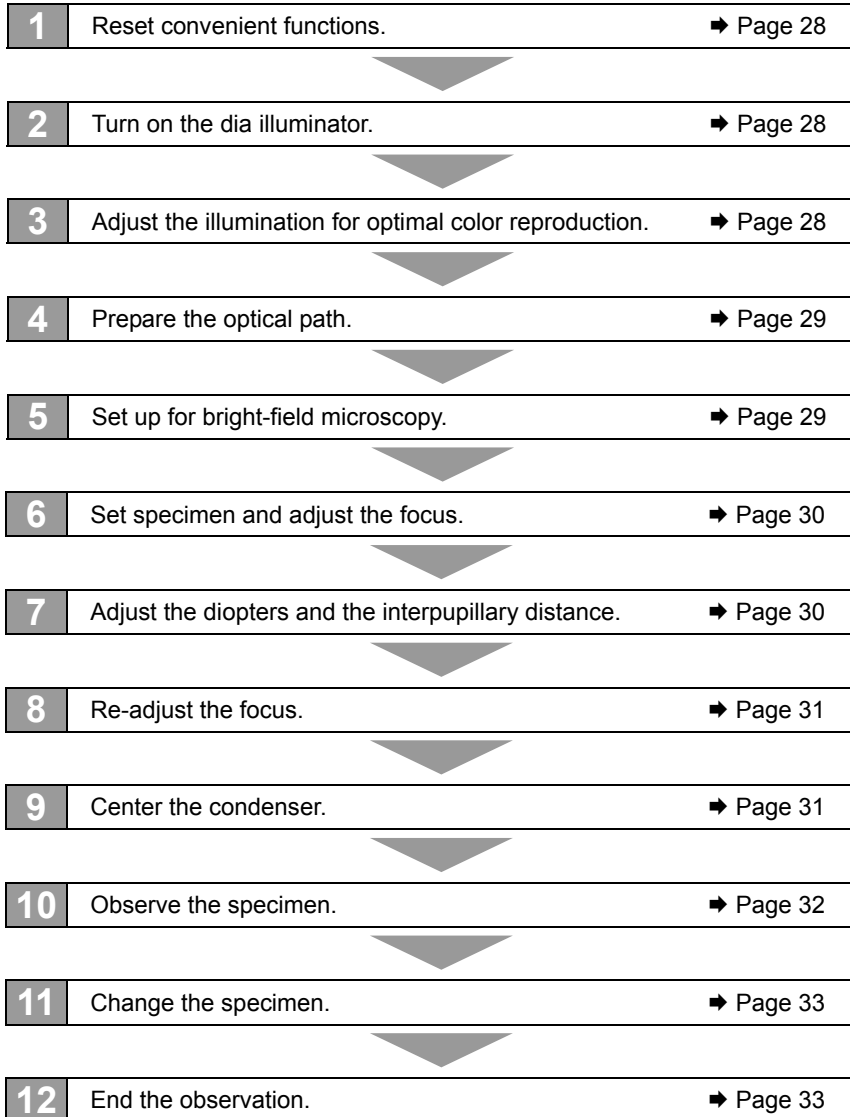 1 Reset convenient functions. ➡ Page 28
2 Turn on the dia illuminator. ➡ Page 28
3 Adjust the illumination for optimal color reproduction. ➡ Page 28
4 Prepare the optical path. ➡ Page 29
5 Set up for bright-field microscopy. ➡ Page 29
6 Set specimen and adjust the focus. ➡ Page 30
7 Adjust the diopters and the interpupillary distance. ➡ Page 30
8 Re-adjust the focus. ➡ Page 31
9 Center the condenser. ➡ Page 31
10 Observe the specimen. ➡ Page 32
11 Change the specimen. ➡ Page 33
12 End the observation. ➡ Page 33